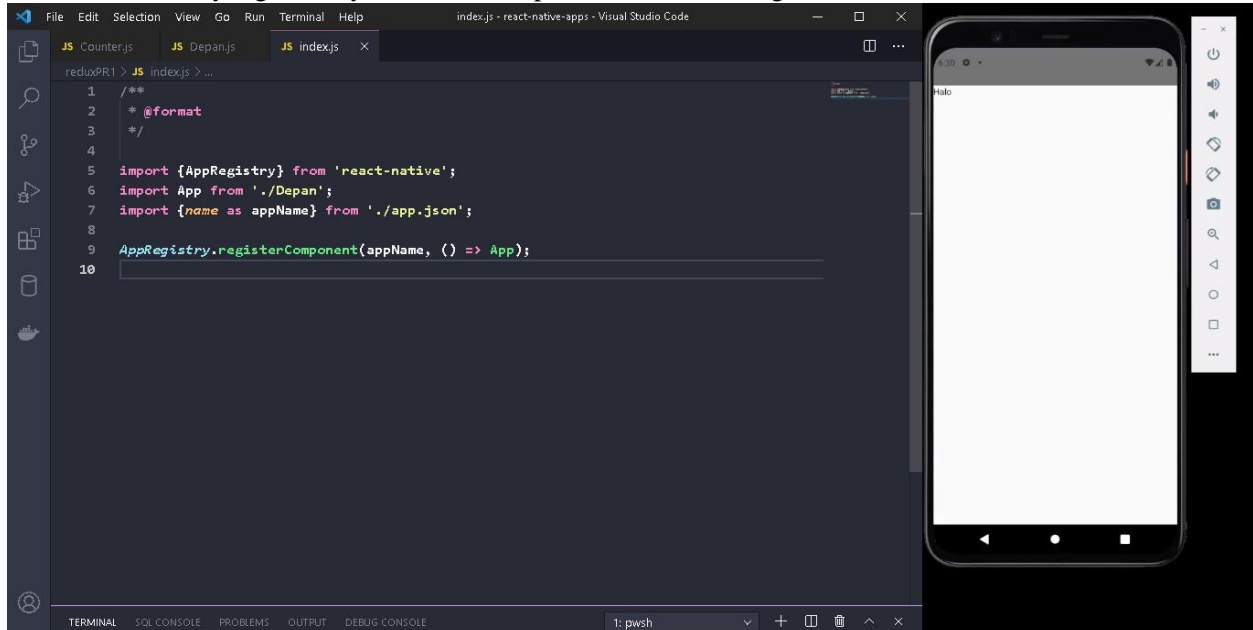 File Edit Selection View Go Run Terminal Help
index.js - react-native-apps - Visual Studio Code
JS Counter.js JS Depan.js JS index.js
reduxPR1 > JS index.js > ...
1 /**
2 * @format
3 */
4
5 import {AppRegistry} from 'react-native';
6 import App from './Depan';
7 import {name as appName} from './app.json';
8
9 AppRegistry.registerComponent(appName, () => App);
10
TERMINAL SQL CONSOLE PROBLEMS OUTPUT DEBUG CONSOLE
1: pwsh
6:30
Halo